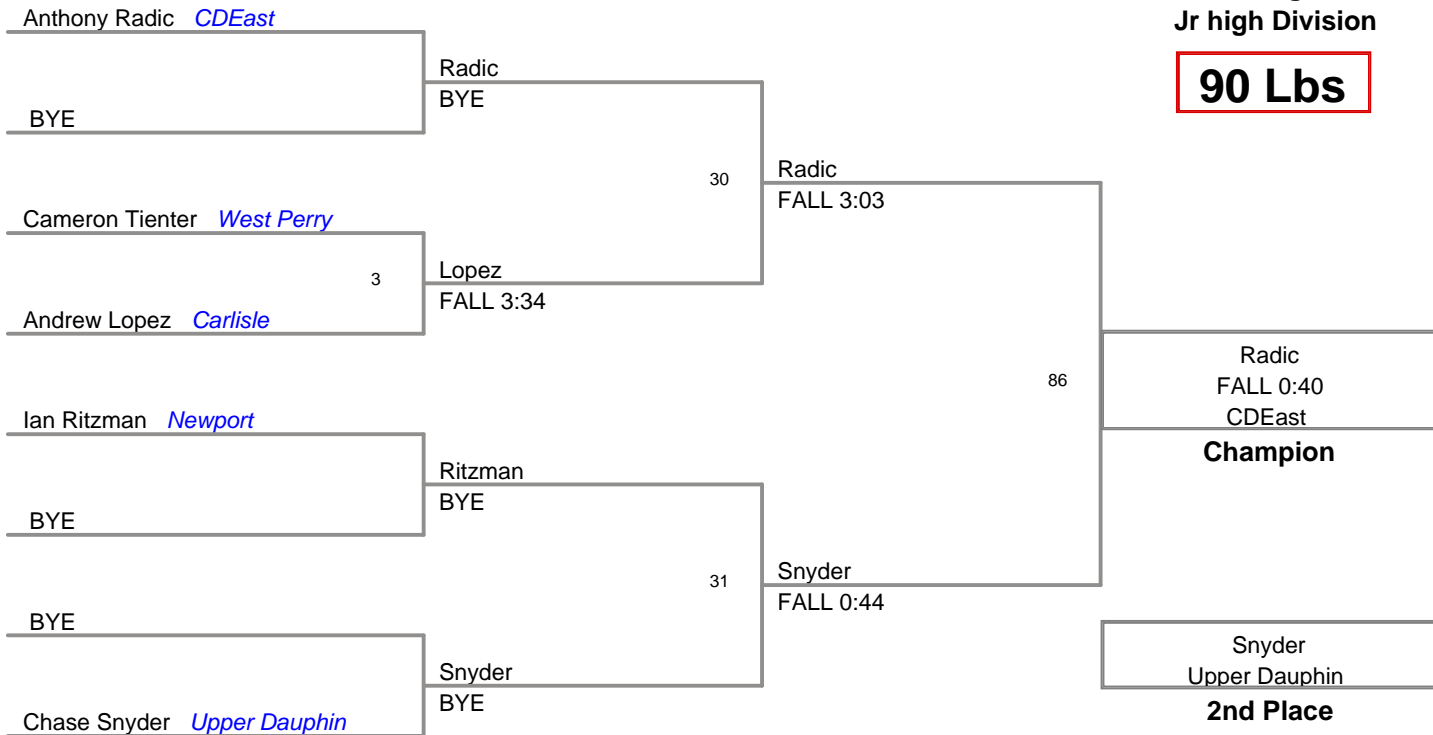 Anthony Radic CDEast
Jr high Division
Radic
BYE
90 Lbs
BYE
30
Radic
FALL 3:03
Cameron Tienter West Perry
3
Lopez
FALL 3:34
Andrew Lopez Carlisle
86
Radic
FALL 0:40
CDEast
Champion
Ian Ritzman Newport
Ritzman
BYE
BYE
31
Snyder
FALL 0:44
BYE
Snyder
Upper Dauphin
2nd Place
Snyder
BYE
Chase Snyder Upper Dauphin